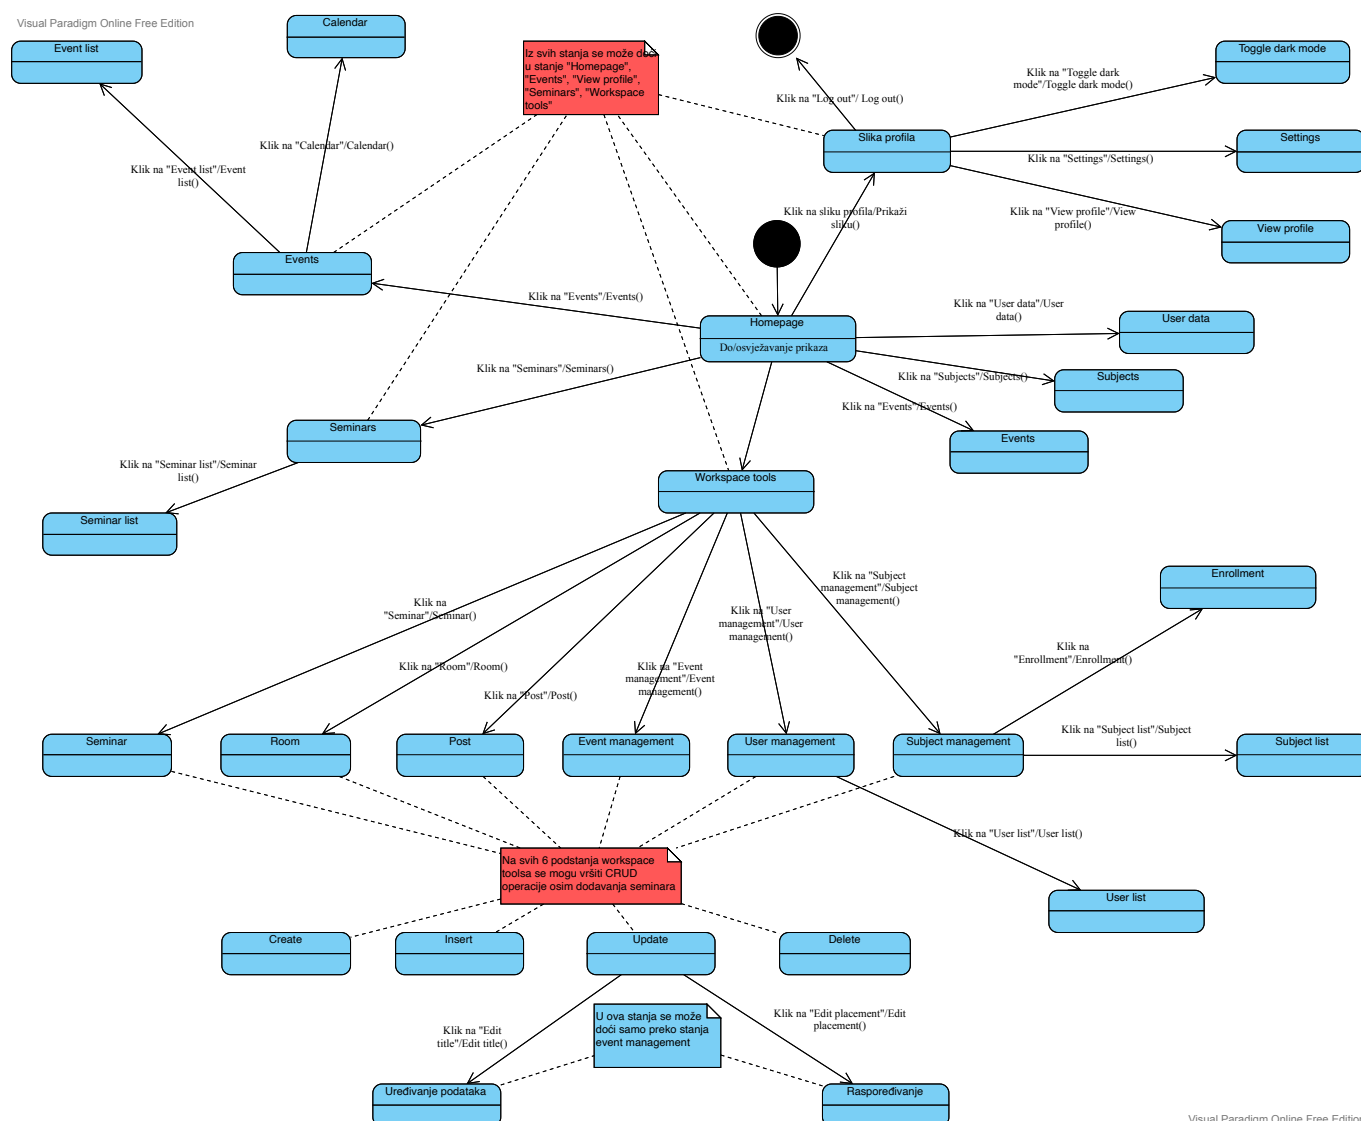 Visual Paradigm Online Free Edition
Calendar
Event list
Iz svih stanja se može doći
u stanje "Homepage",
"Events", "View profile",
"Seminars", "Workspace
tools"
Toggle dark mode
Klik na "Toggle dark
mode"/Toggle dark mode()
Klik na "Log out"/ Log out()
Slika profila
Settings
Klik na "Settings"/Settings()
Klik na "Calendar"/Calendar()
Klik na "Event list"/Event
list()
Klik na sliku profila/Prikaži
sliku()
Klik na "View profile"/View
profile()
View profile
Events
Klik na "Events"/Events()
Klik na "User data"/User
data()
User data
Homepage
Do/osvježavanje prikaza
Klik na "Seminars"/Seminars()
Klik na "Subjects"/Subjects()
Subjects
Klik na "Events"/Events()
Events
Seminars
Klik na "Seminar list"/Seminar
list()
Seminar list
Workspace tools
Klik na "Subject
management"/Subject
management()
Enrollment
Klik na
"Seminar"/Seminar()
Klik na "User
management"/User
management()
Klik na
"Enrollment"/Enrollment()
Klik na "Room"/Room()
Klik na "Event
management"/Event
management()
Klik na "Post"/Post()
Klik na "Subject list"/Subject
list()
Seminar
Room
Post
Event management
User management
Subject management
Subject list
Klik na "User list"/User list()
Na svih 6 podstanja workspace
toolsa se mogu vršiti CRUD
operacije osim dodavanja seminara
User list
Create
Insert
Update
Delete
U ova stanja se može
doći samo preko stanja
event management
Klik na "Edit placement"/Edit
placement()
Klik na "Edit
title"/Edit title()
Uređivanje podataka
Raspoređivanje
Visual Paradigm Online Free Edition